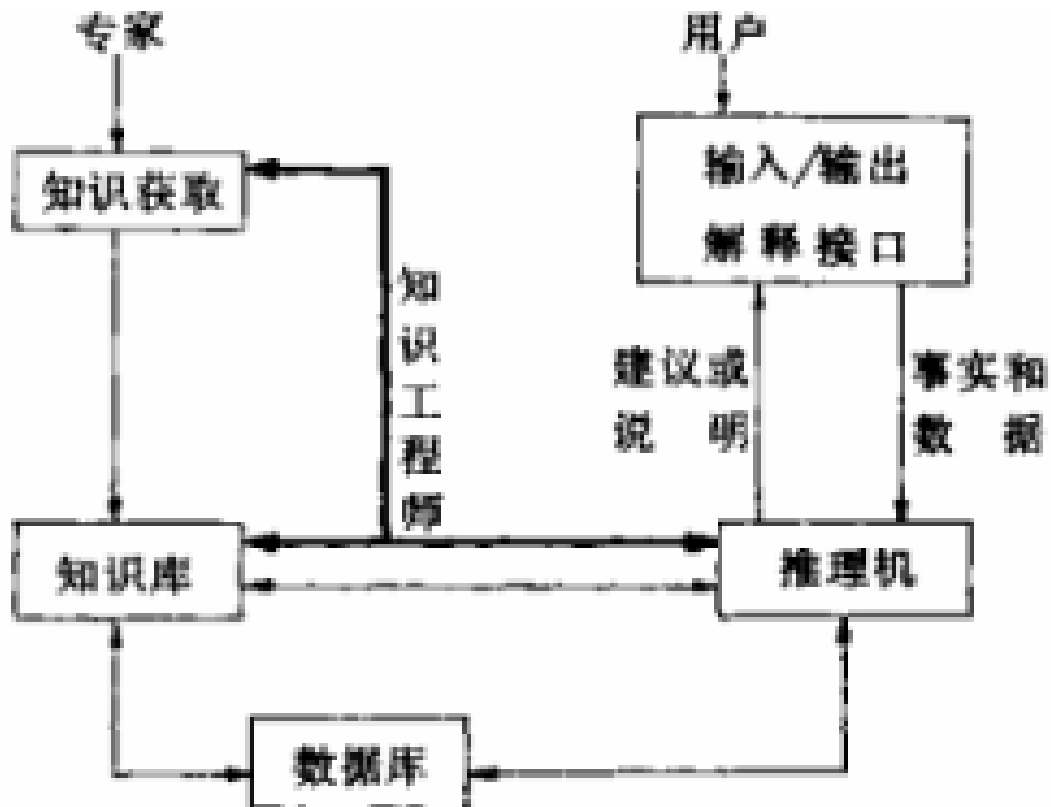 专家
用户
知识获取
输入/输出
解释接口
知识工程师
建议或
说明
事实和
数据
知识库
推理机
数据库